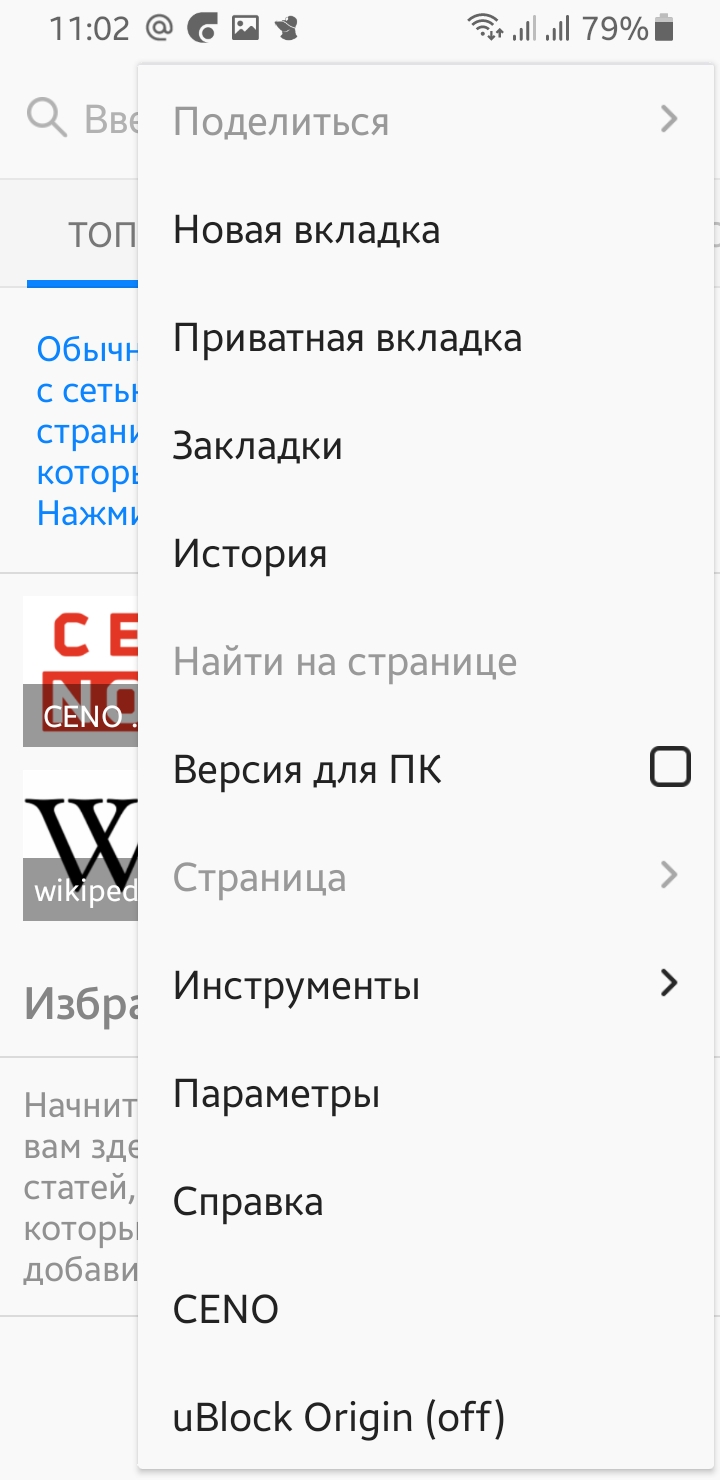 11:02
79%
Вве
Поделиться
ТОП
Новая вкладка
Приватная вкладка
Обычн
с сеть
страни
которы
Нажми
Закладки
История
Найти на странице
CE
NO
CENO .
Версия для ПК
W
wikiped
Страница
Инструменты
Избра
Параметры
Начнит
вам зде
статей,
которы
добави
Справка
CENO
uBlock Origin (off)